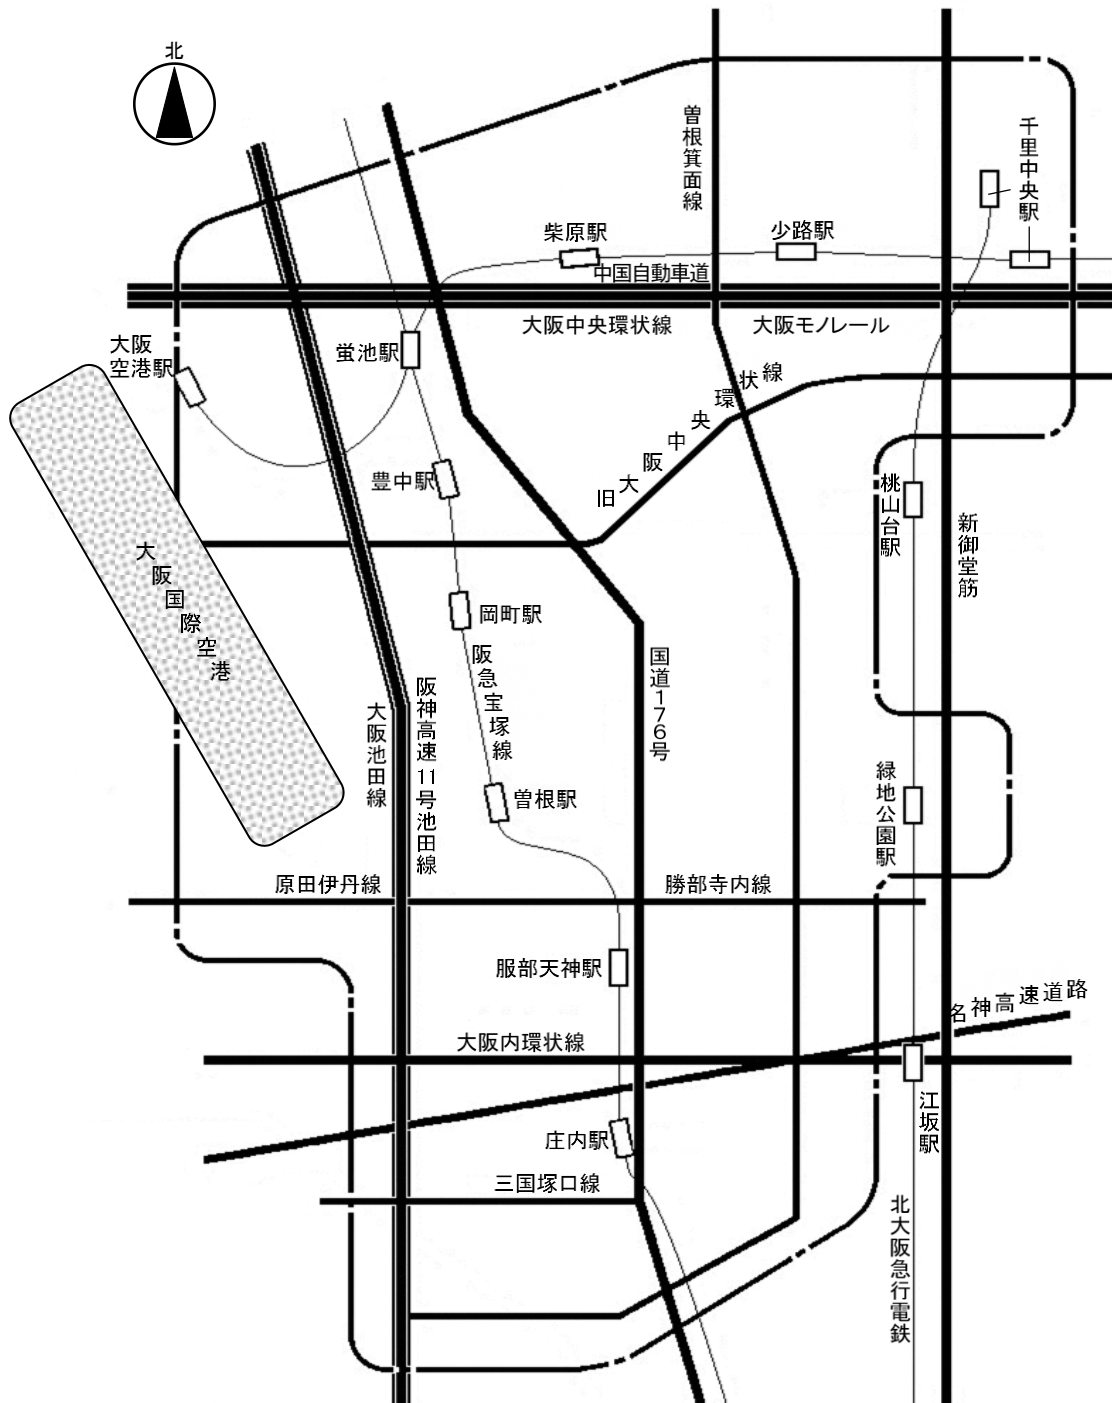 北
曽根箕面線
千里中央駅
柴原駅
少路駅
中国自動車道
大阪中央環状線
大阪モノレール
大阪
空港駅
蛍池駅
旧大阪中央環状線
豊中駅
桃山台駅
新御堂筋
大阪国際空港
岡町駅
阪急宝塚線
国道176号
大阪池田線
阪神高速11号池田線
曽根駅
緑地公園駅
原田伊丹線
勝部寺内線
服部天神駅
名神高速道路
大阪内環状線
江坂駅
庄内駅
三国塚口線
北大阪急行電鉄